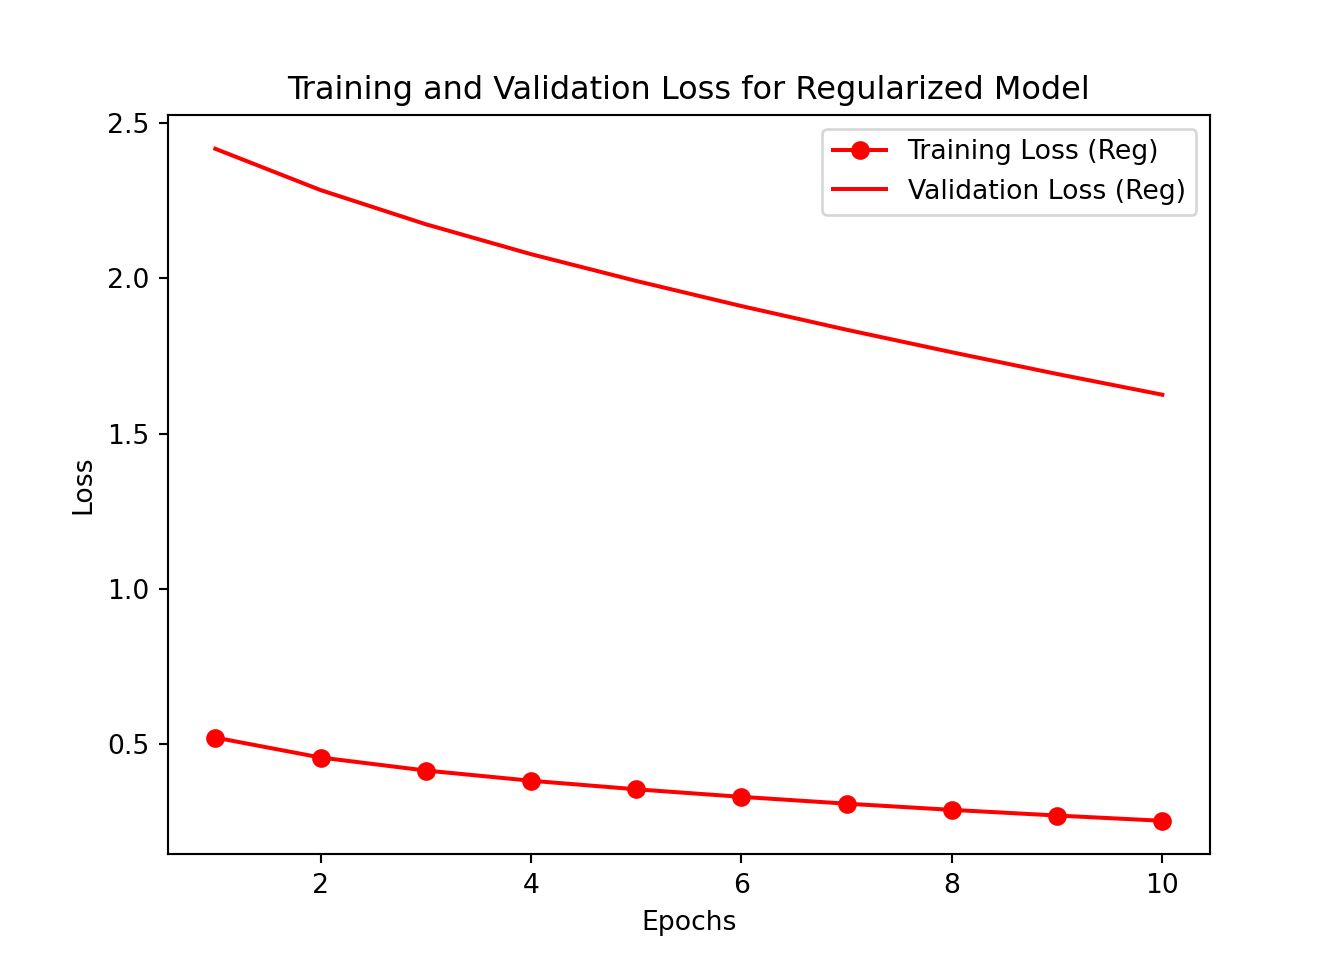 Training and Validation Loss for Regularized Model
2.5
2.0
1.5
1.0
0.5
Loss
Training Loss (Reg)
Validation Loss (Reg)
2 4 6 8 10
Epochs